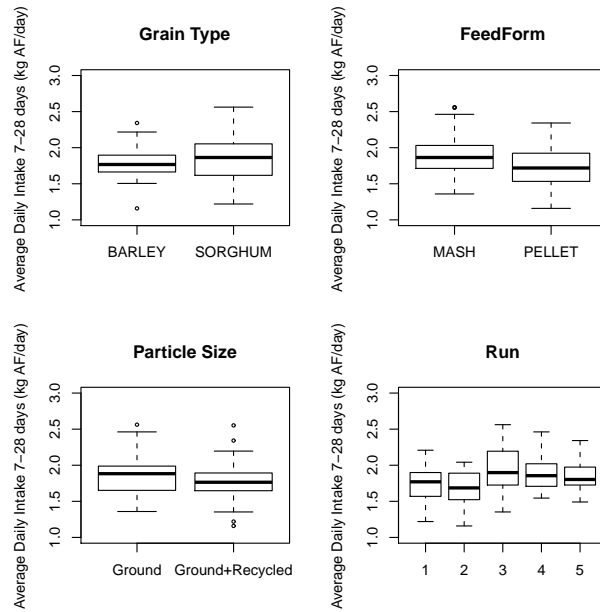 Grain Type
Average Daily Intake 7−28 days (kg AF/day)
3.0
2.5
2.0
1.5
1.0
BARLEY SORGHUM
FeedForm
Average Daily Intake 7−28 days (kg AF/day)
3.0
2.5
2.0
1.5
1.0
MASH PELLET
Particle Size
Average Daily Intake 7−28 days (kg AF/day)
3.0
2.5
2.0
1.5
1.0
Ground Ground+Recycled
Run
Average Daily Intake 7−28 days (kg AF/day)
3.0
2.5
2.0
1.5
1.0
1 2 3 4 5